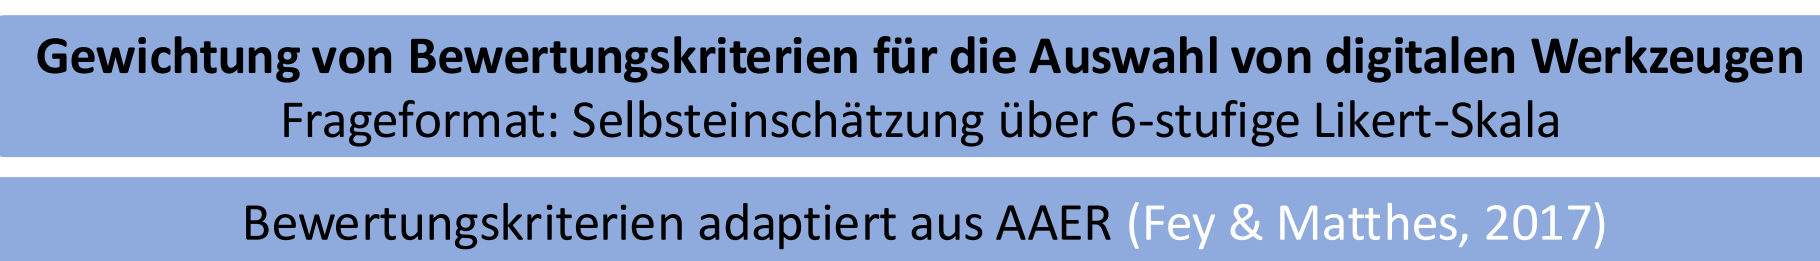 Gewichtung von Bewertungskriterien für die Auswahl von digitalen Werkzeugen
Frageformat: Selbsteinschätzung über 6-stufige Likert-Skala
Bewertungskriterien adaptiert aus AAER (Fey & Matthes, 2017)